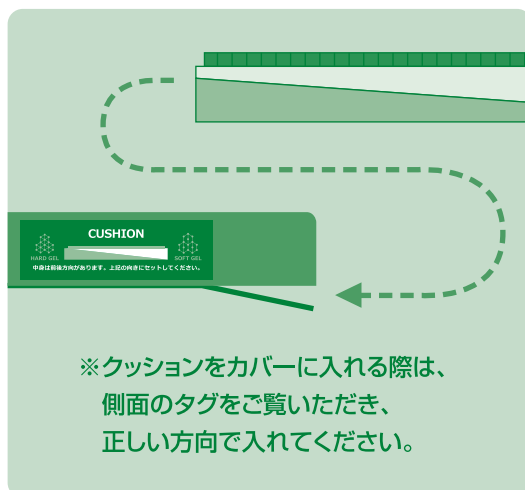 CUSHION
HARD GEL
SOFT GEL
中身は前後方向があります。上記の向きにセットしてください。
※クッションをカバーに入れる際は、
側面のタグをご覧いただき、
正しい方向で入れてください。